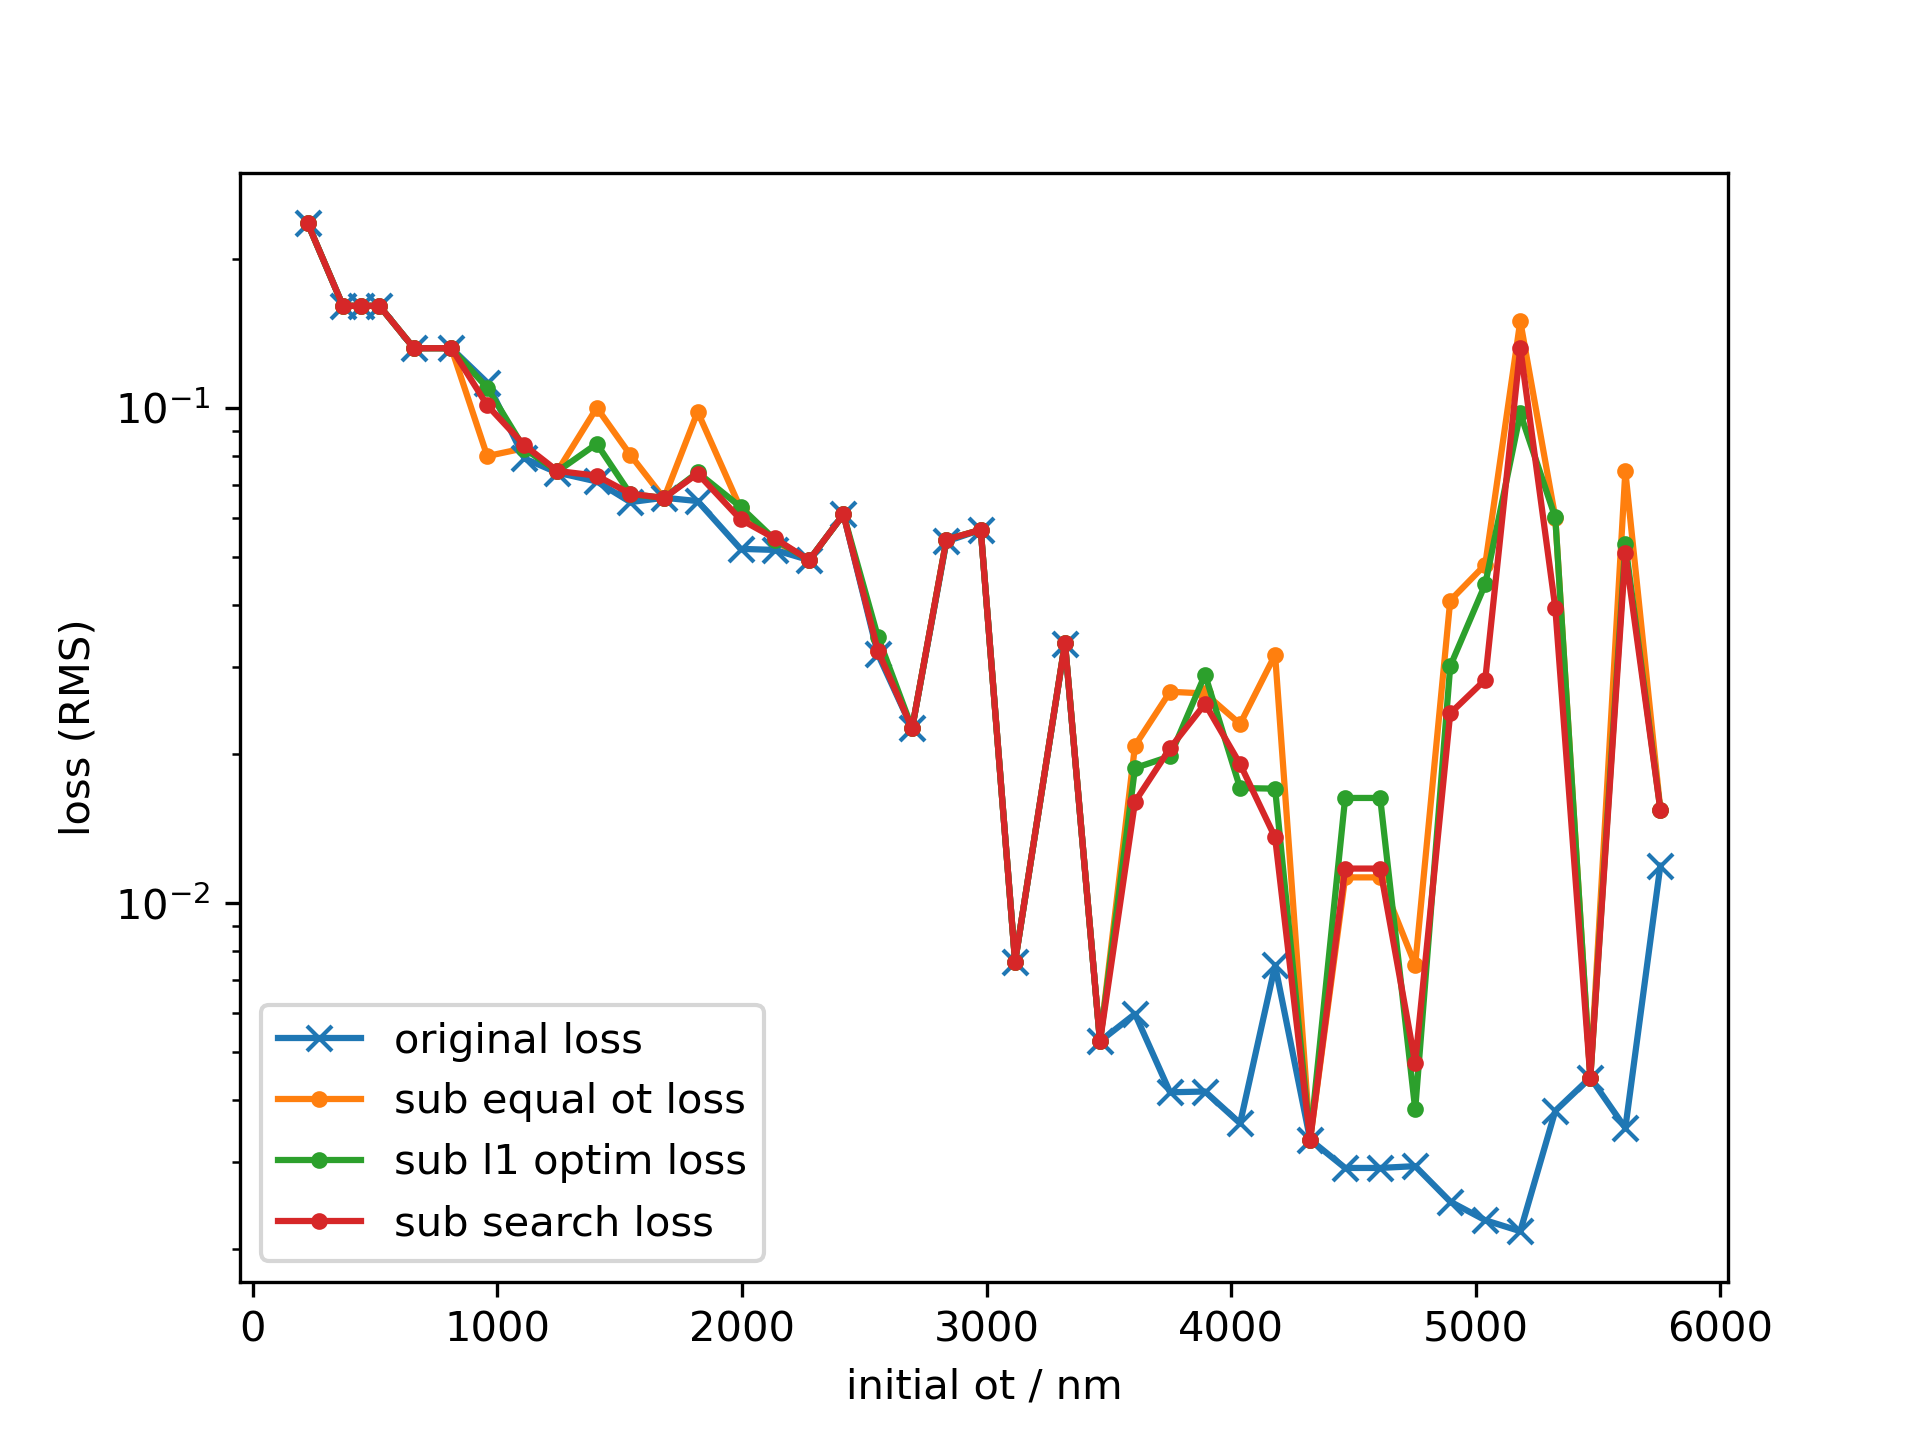 10⁻¹
10⁻²
loss (RMS)
original loss
sub equal ot loss
sub l1 optim loss
sub search loss
0 1000 2000 3000 4000 5000 6000
initial ot / nm